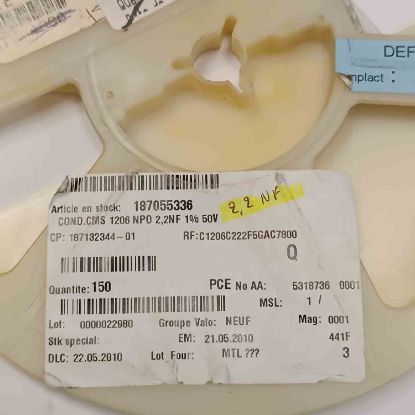 DEF
mplact :
Article en stock: 187055336
2,2 NF
COND.CMS 1206 NPO 2,2NF 1% 50V
CP: 187132344-01 RF:C1206C222F5GAC7800
Q
Quantite: 150 PCE No AA: 5318736 0001
MSL: 1 /
Lot: 0000022980 Groupe Valo: NEUF Mag: 0001
Stk special: EM: 21.05.2010 441F
DLC: 22.05.2010 Lot Four: MTL ??? 3